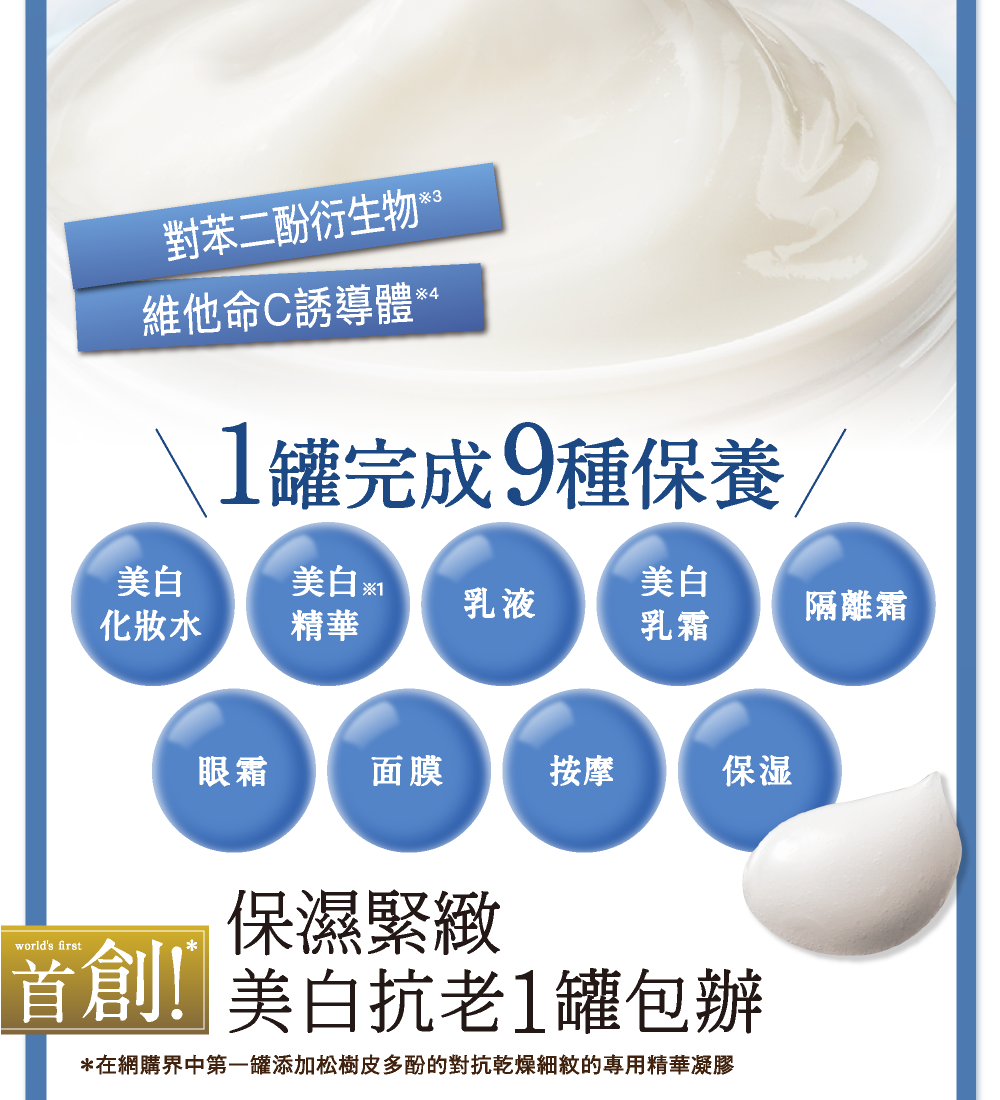 對苯二酚衍生物※3
維他命C誘導體※4
1罐完成9種保養
美白
化妝水
美白※1
精華
乳液
美白
乳霜
隔離霜
眼霜
面膜
按摩
保湿
world's first
首創!*
保濕緊緻
美白抗老1罐包辦
*在網購界中第一罐添加松樹皮多酚的對抗乾燥細紋的專用精華凝膠